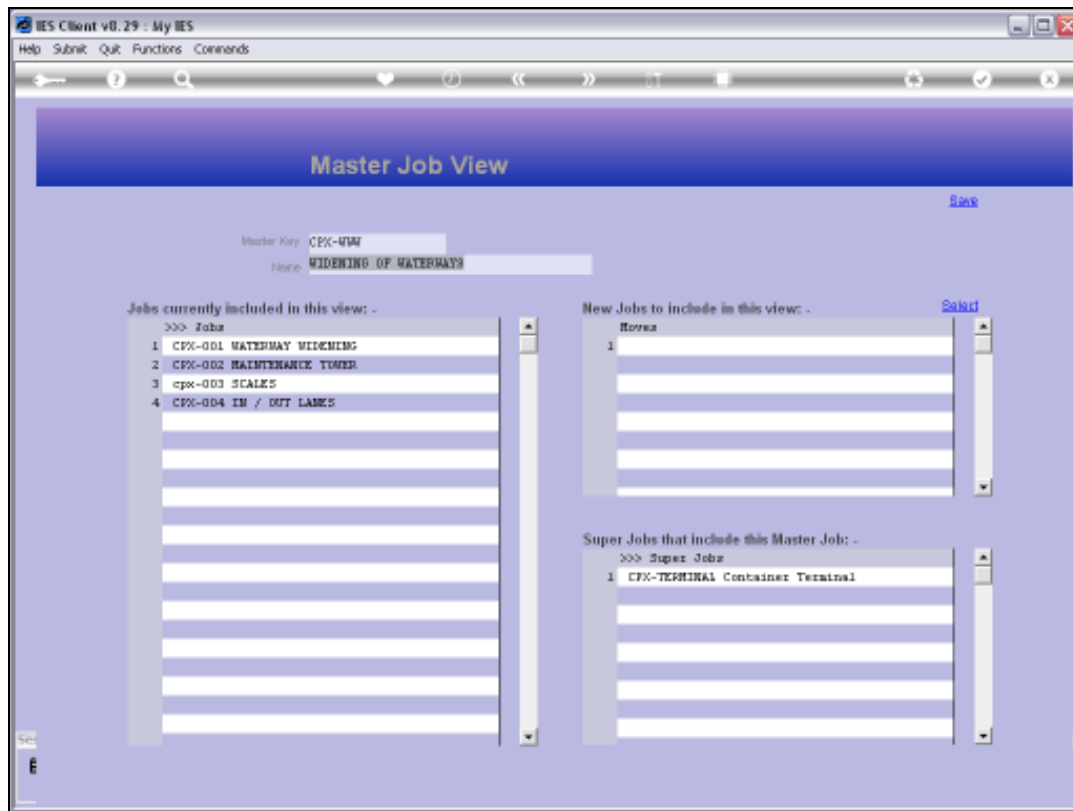 IES Client v8.29 : My IES
Help Submit Quit Functions Commands
Master Job View
Save
Master Key CPX-WWW
Name WIDENING OF WATERWAYS
Jobs currently included in this view: -
>>> Jobs
1 CPX-001 WATERWAY WIDENING
2 CPX-002 MAINTENANCE TOWER
3 cpx-003 SCALES
4 CPX-004 IN / OUT LANES
New Jobs to include in this view: -
Select
Moves
1
Super Jobs that include this Master Job: -
>>> Super Jobs
1 CPX-TERMINAL Container Terminal